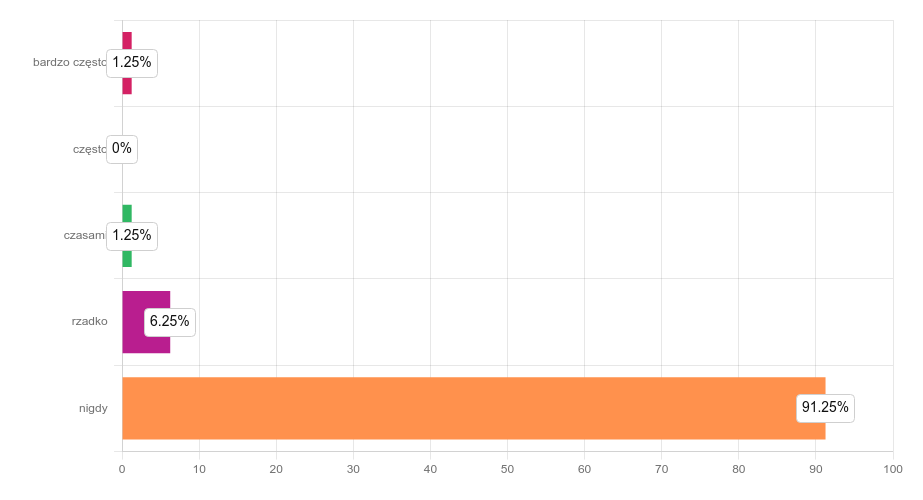 bardzo często 1.25%
często 0%
czasami 1.25%
rzadko 6.25%
nigdy 91.25%
0 10 20 30 40 50 60 70 80 90 100